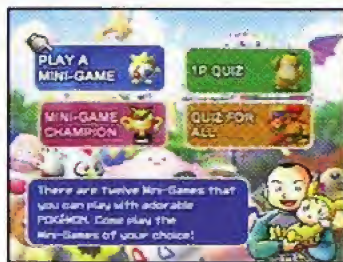 PLAY A
MINI-GAME
1P QUIZ
MINI-GAME
CHAMPION
QUIZ FOR
ALL
There are twelve Mini-Games that
you can play with adorable
POKéMON. Come play the
Mini-Games of your choice!